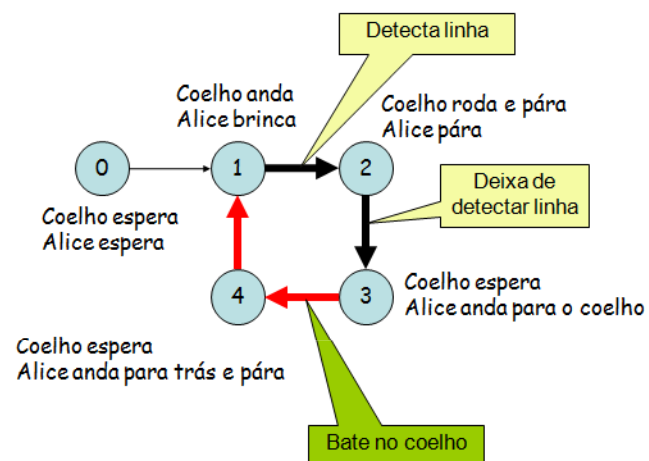 Detecta linha
Coelho anda
Alice brinca
Coelho roda e pára
Alice pára
0
1
2
Deixa de
detectar linha
Coelho espera
Alice espera
4
3
Coelho espera
Alice anda para o coelho
Coelho espera
Alice anda para trás e pára
Bate no coelho